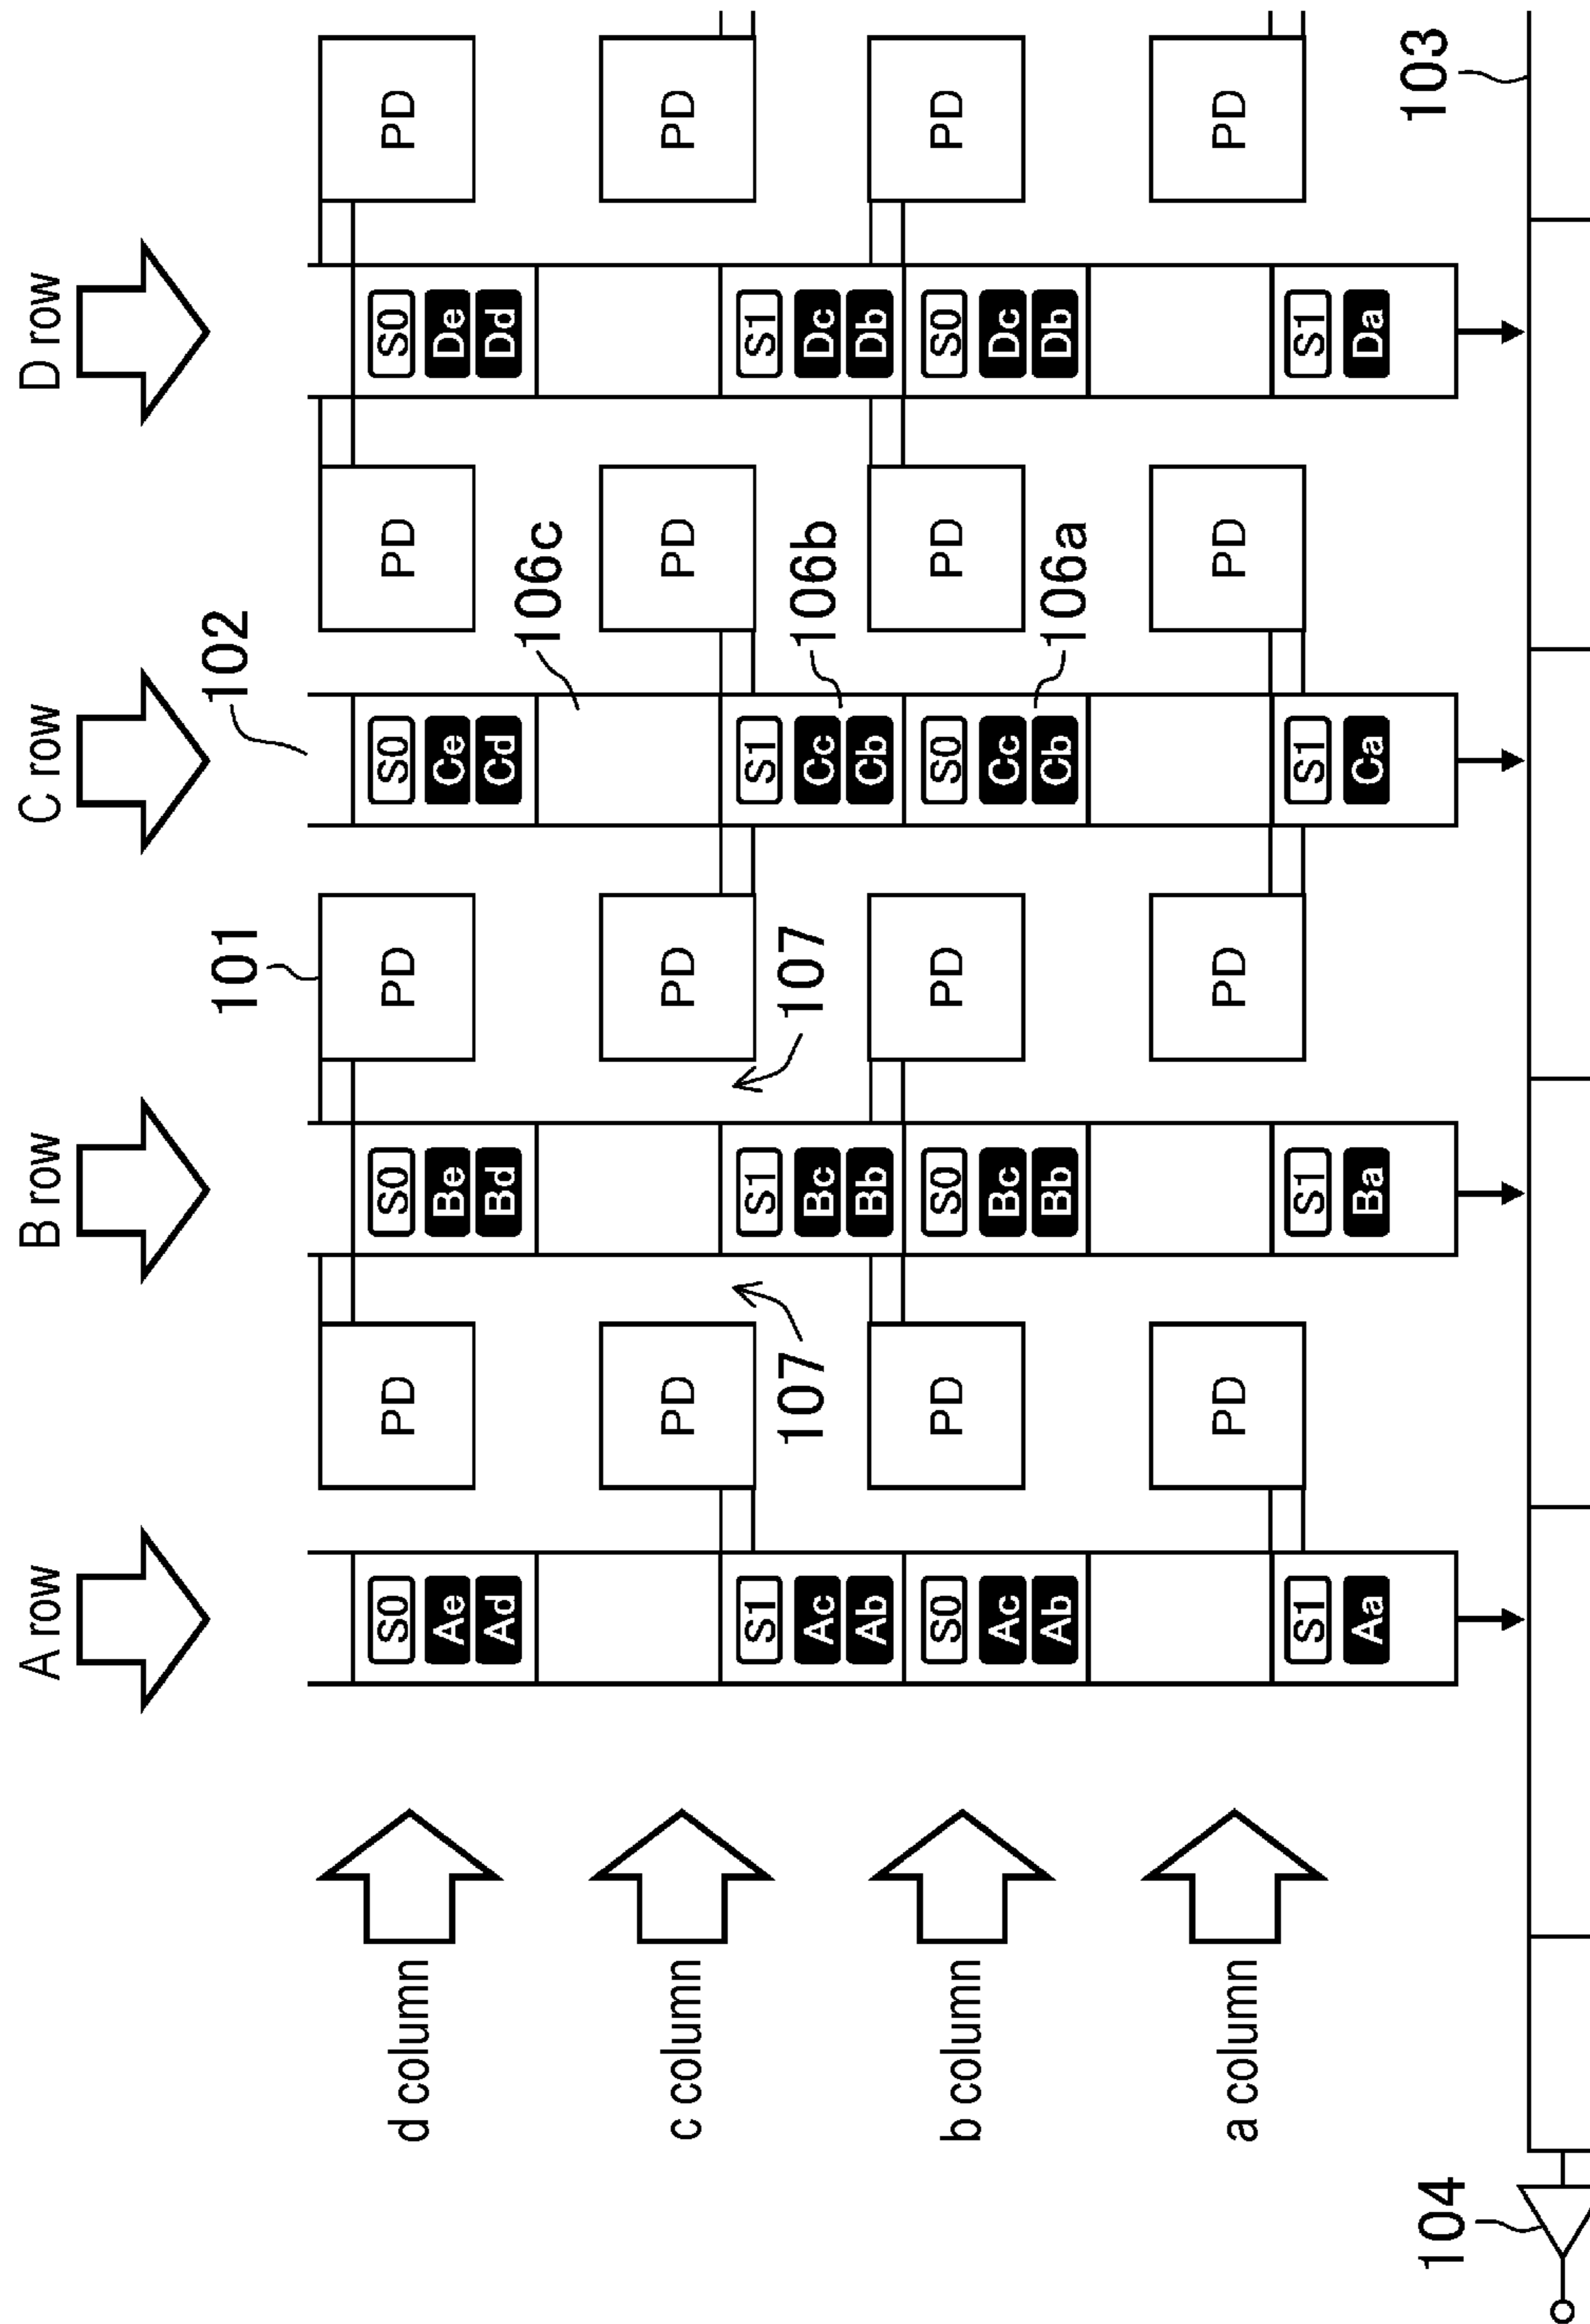 A row B row C row D row
101 102
d column S0 PD S0 PD S0 PD S0 PD
Ae Be Ce De
Ad Bd Cd Dd
106c
c column PD PD PD PD
S1 S1 S1 S1
107 107 106b
Ac Bc Cc Dc
Ab Bb Cb Db
b column S0 PD S0 PD S0 PD S0 PD
Ac Bc Cc Dc
Ab Bb Cb 106a Db
a column PD PD PD PD
S1 S1 S1 S1
Aa Ba Ca Da
104 103